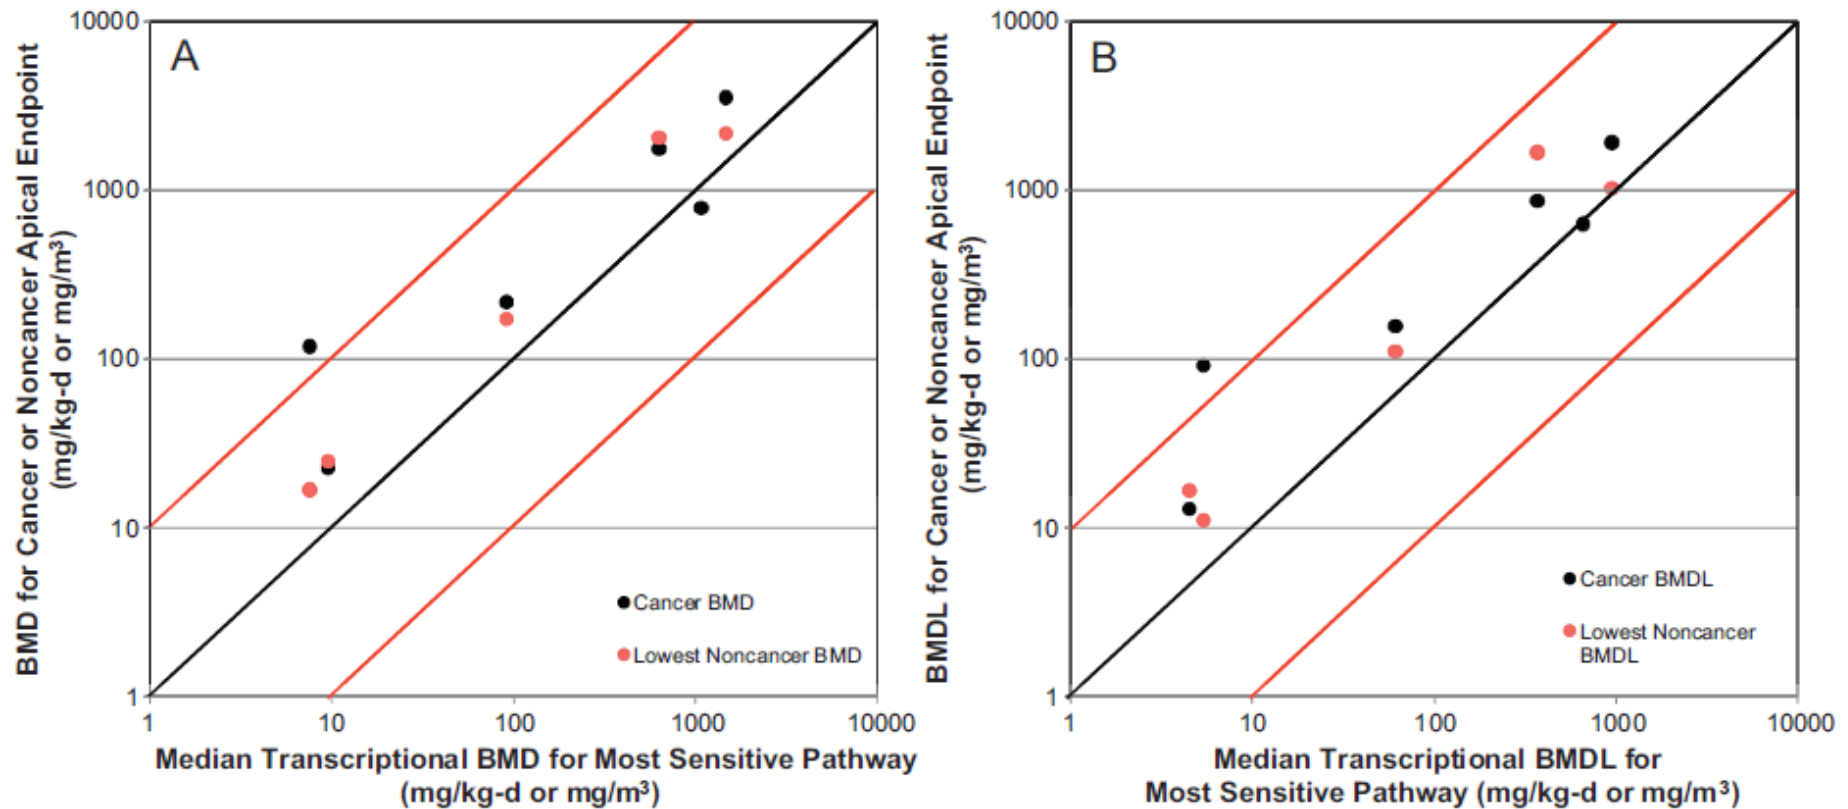 A
BMD for Cancer or Noncancer Apical Endpoint
(mg/kg-d or mg/m³)
10000
1000
100
10
1
1
10
100
1000
10000
Cancer BMD
Lowest Noncancer BMD
Median Transcriptional BMD for Most Sensitive Pathway
(mg/kg-d or mg/m³)
B
BMDL for Cancer or Noncancer Apical Endpoint
(mg/kg-d or mg/m³)
10000
1000
100
10
1
1
10
100
1000
10000
Cancer BMDL
Lowest Noncancer
BMDL
Median Transcriptional BMDL for
Most Sensitive Pathway (mg/kg-d or mg/m³)